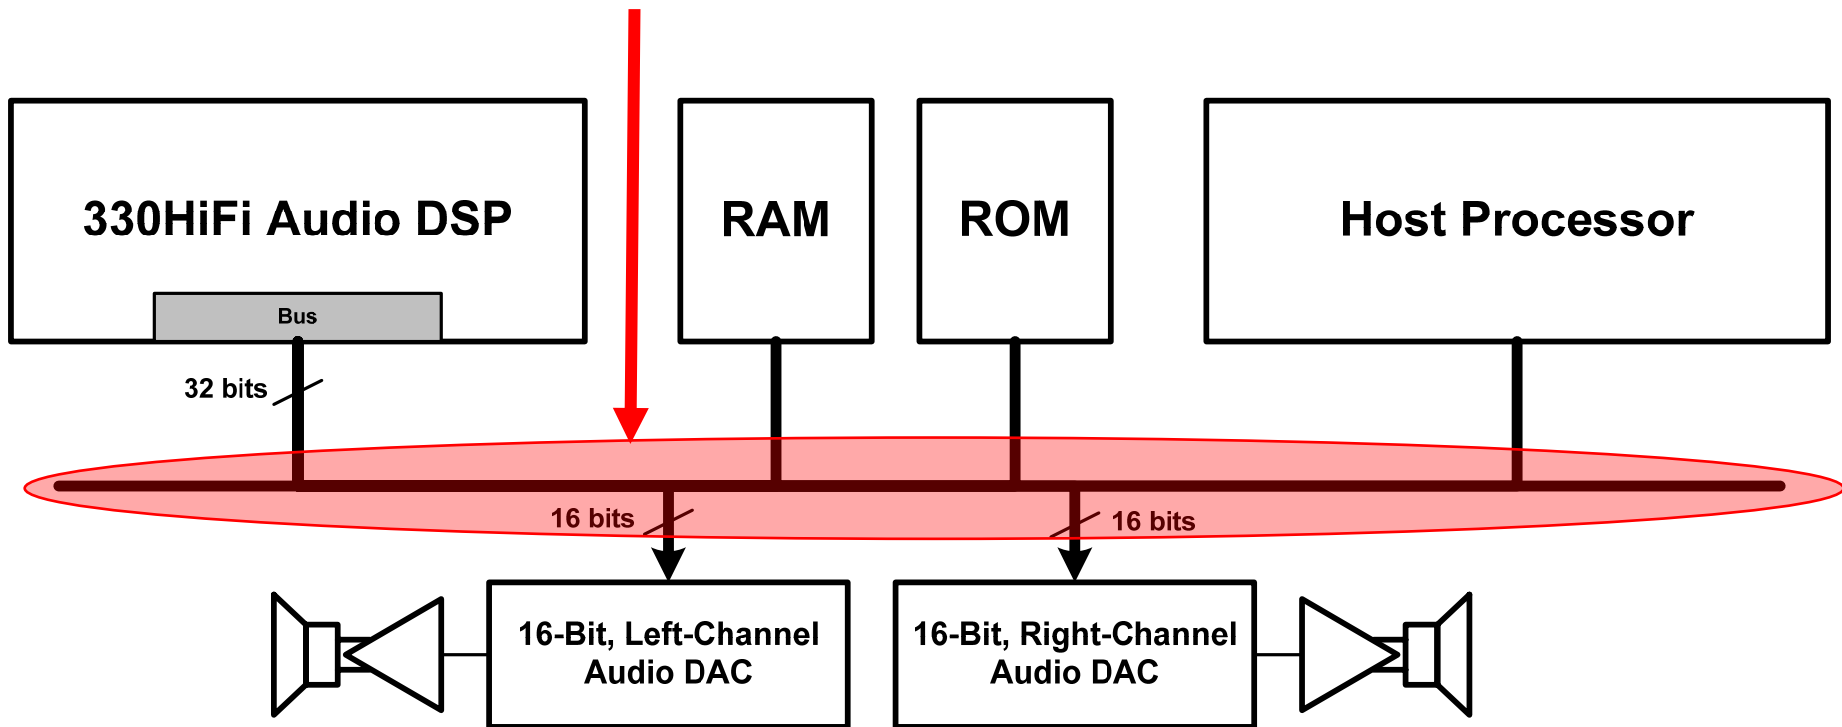 330HiFi Audio DSP
RAM
ROM
Host Processor
Bus
32 bits
16 bits
16 bits
16-Bit, Left-Channel
Audio DAC
16-Bit, Right-Channel
Audio DAC